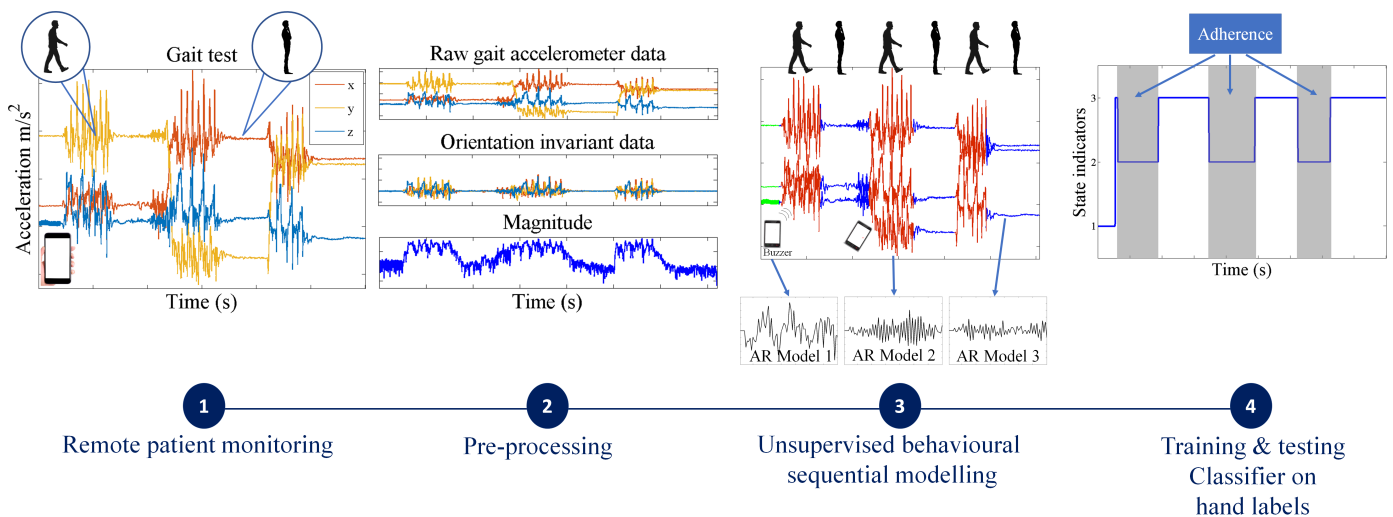 Gait test
x
y
z
Acceleration m/s²
Time (s)
Raw gait accelerometer data
Orientation invariant data
Magnitude
Time (s)
Buzzer
AR Model 1
AR Model 2
AR Model 3
Adherence
State indicators
3
2
1
Time (s)
1
Remote patient monitoring
2
Pre-processing
3
Unsupervised behavioural
sequential modelling
4
Training & testing
Classifier on
hand labels